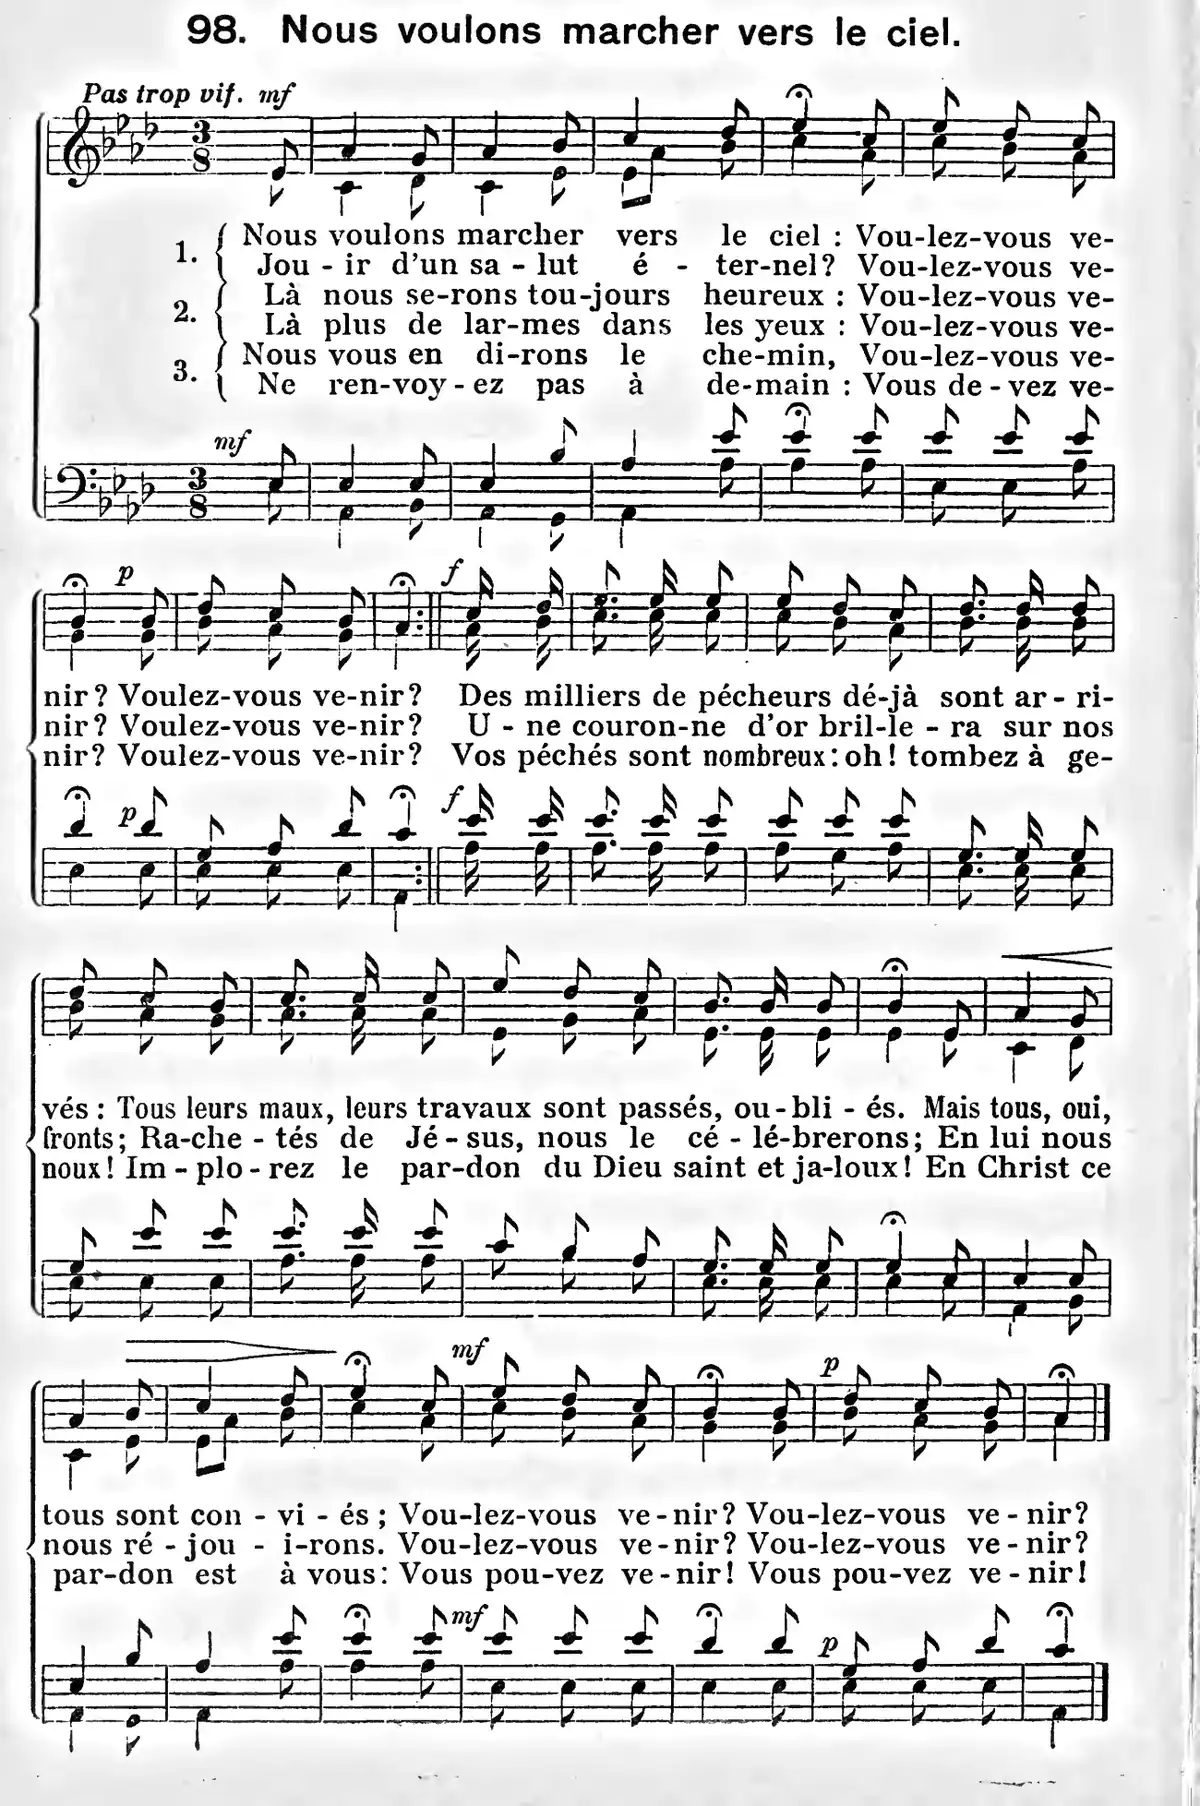 98. Nous voulons marcher vers le ciel.
Pas trop vif. mf
3
8
1. Nous voulons marcher vers le ciel : Vou-lez-vous ve-
Jou - ir d'un sa - lut é - ter-nel? Vou-lez-vous ve-
2. Là nous se-rons tou-jours heureux : Vou-lez-vous ve-
Là plus de lar-mes dans les yeux : Vou-lez-vous ve-
3. Nous vous en di-rons le che-min, Vou-lez-vous ve-
Ne ren-voy-ez pas à de-main : Vous de-vez ve-
mf
3
8
p f
nir? Voulez-vous ve-nir? Des milliers de pécheurs dé-jà sont ar-ri-
nir? Voulez-vous ve-nir? U - ne couron-ne d'or bril-le - ra sur nos
nir? Voulez-vous ve-nir? Vos péchés sont nombreux: oh! tombez à ge-
p f
vés : Tous leurs maux, leurs travaux sont passés, ou-bli - és. Mais tous, oui,
fronts; Ra-che - tés de Jé-sus, nous le cé - lé-brerons; En lui nous
noux! Im - plo - rez le par-don du Dieu saint et ja-loux! En Christ ce
mf p
tous sont con - vi - és; Vou-lez-vous ve-nir? Vou-lez-vous ve-nir?
nous ré - jou - i-rons. Vou-lez-vous ve-nir? Vou-lez-vous ve-nir?
par-don est à vous: Vous pou-vez ve-nir! Vous pou-vez ve-nir!
mf p